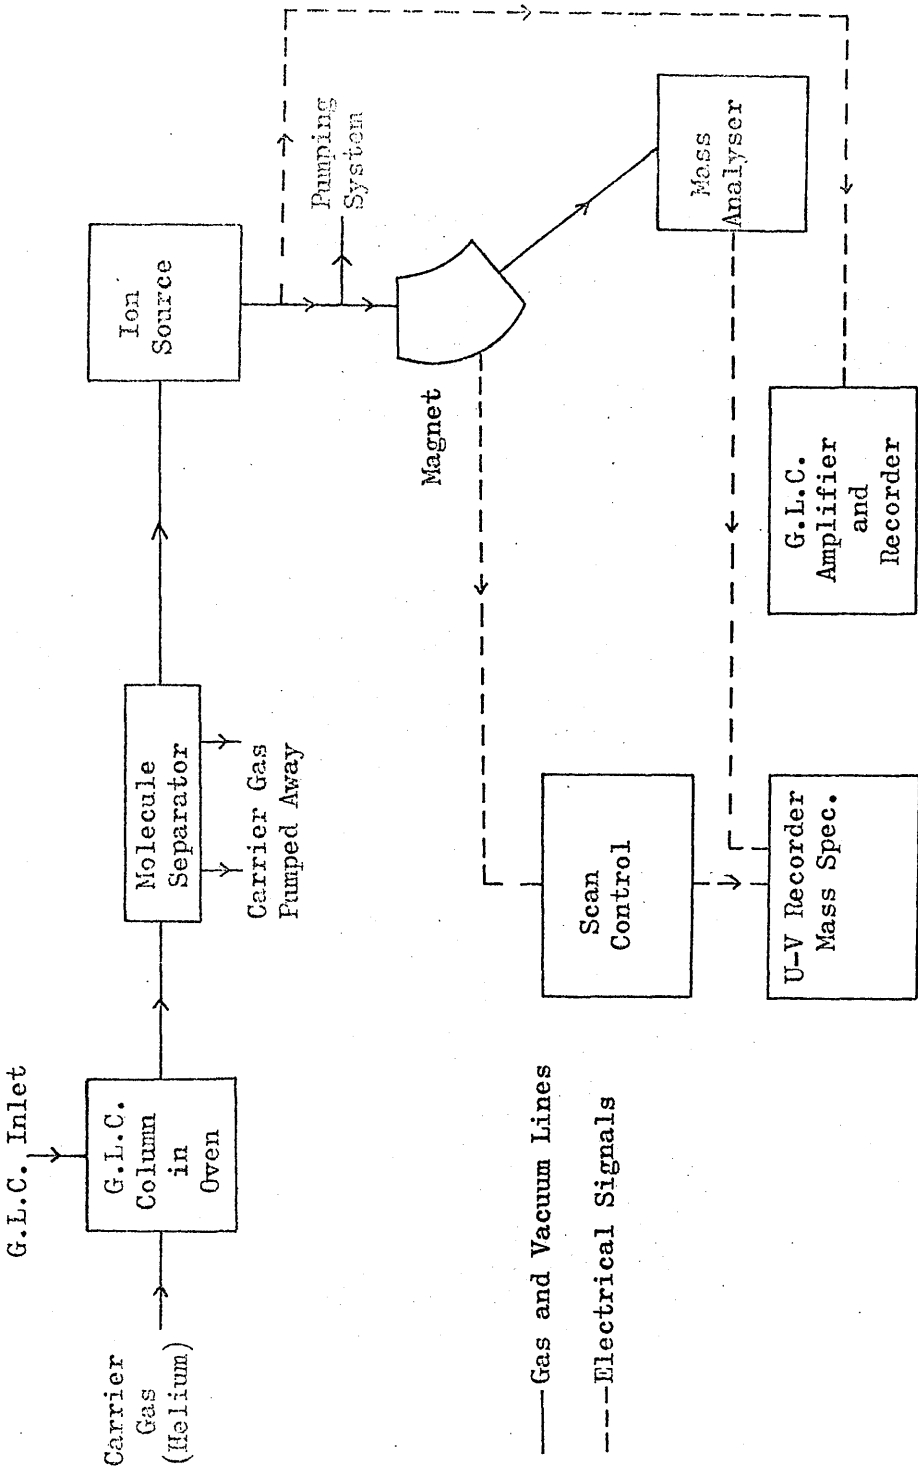 G.L.C. Inlet
Carrier
Gas
(Helium)
G.L.C.
Column
in
Oven
Molecule
Separator
Carrier Gas
Pumped Away
Ion
Source
Pumping
System
Magnet
Mass
Analyser
Scan
Control
U-V Recorder
Mass Spec.
G.L.C.
Amplifier
and
Recorder
Gas and Vacuum Lines
Electrical Signals